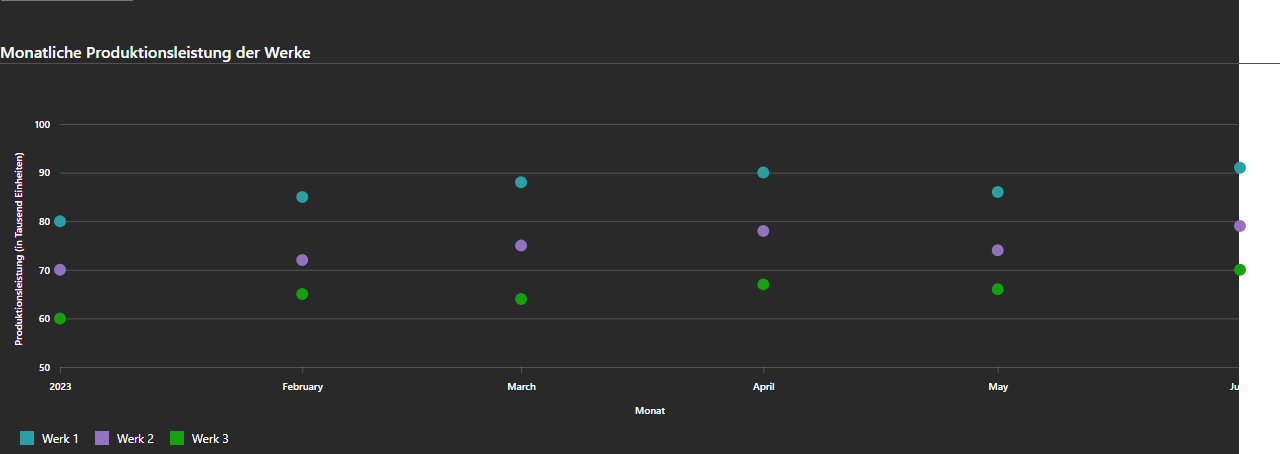 Monatliche Produktionsleistung der Werke
Produktionsleistung (in Tausend Einheiten)
100
90
80
70
60
50
2023
February
March
April
May
Ju
Monat
Werk 1
Werk 2
Werk 3